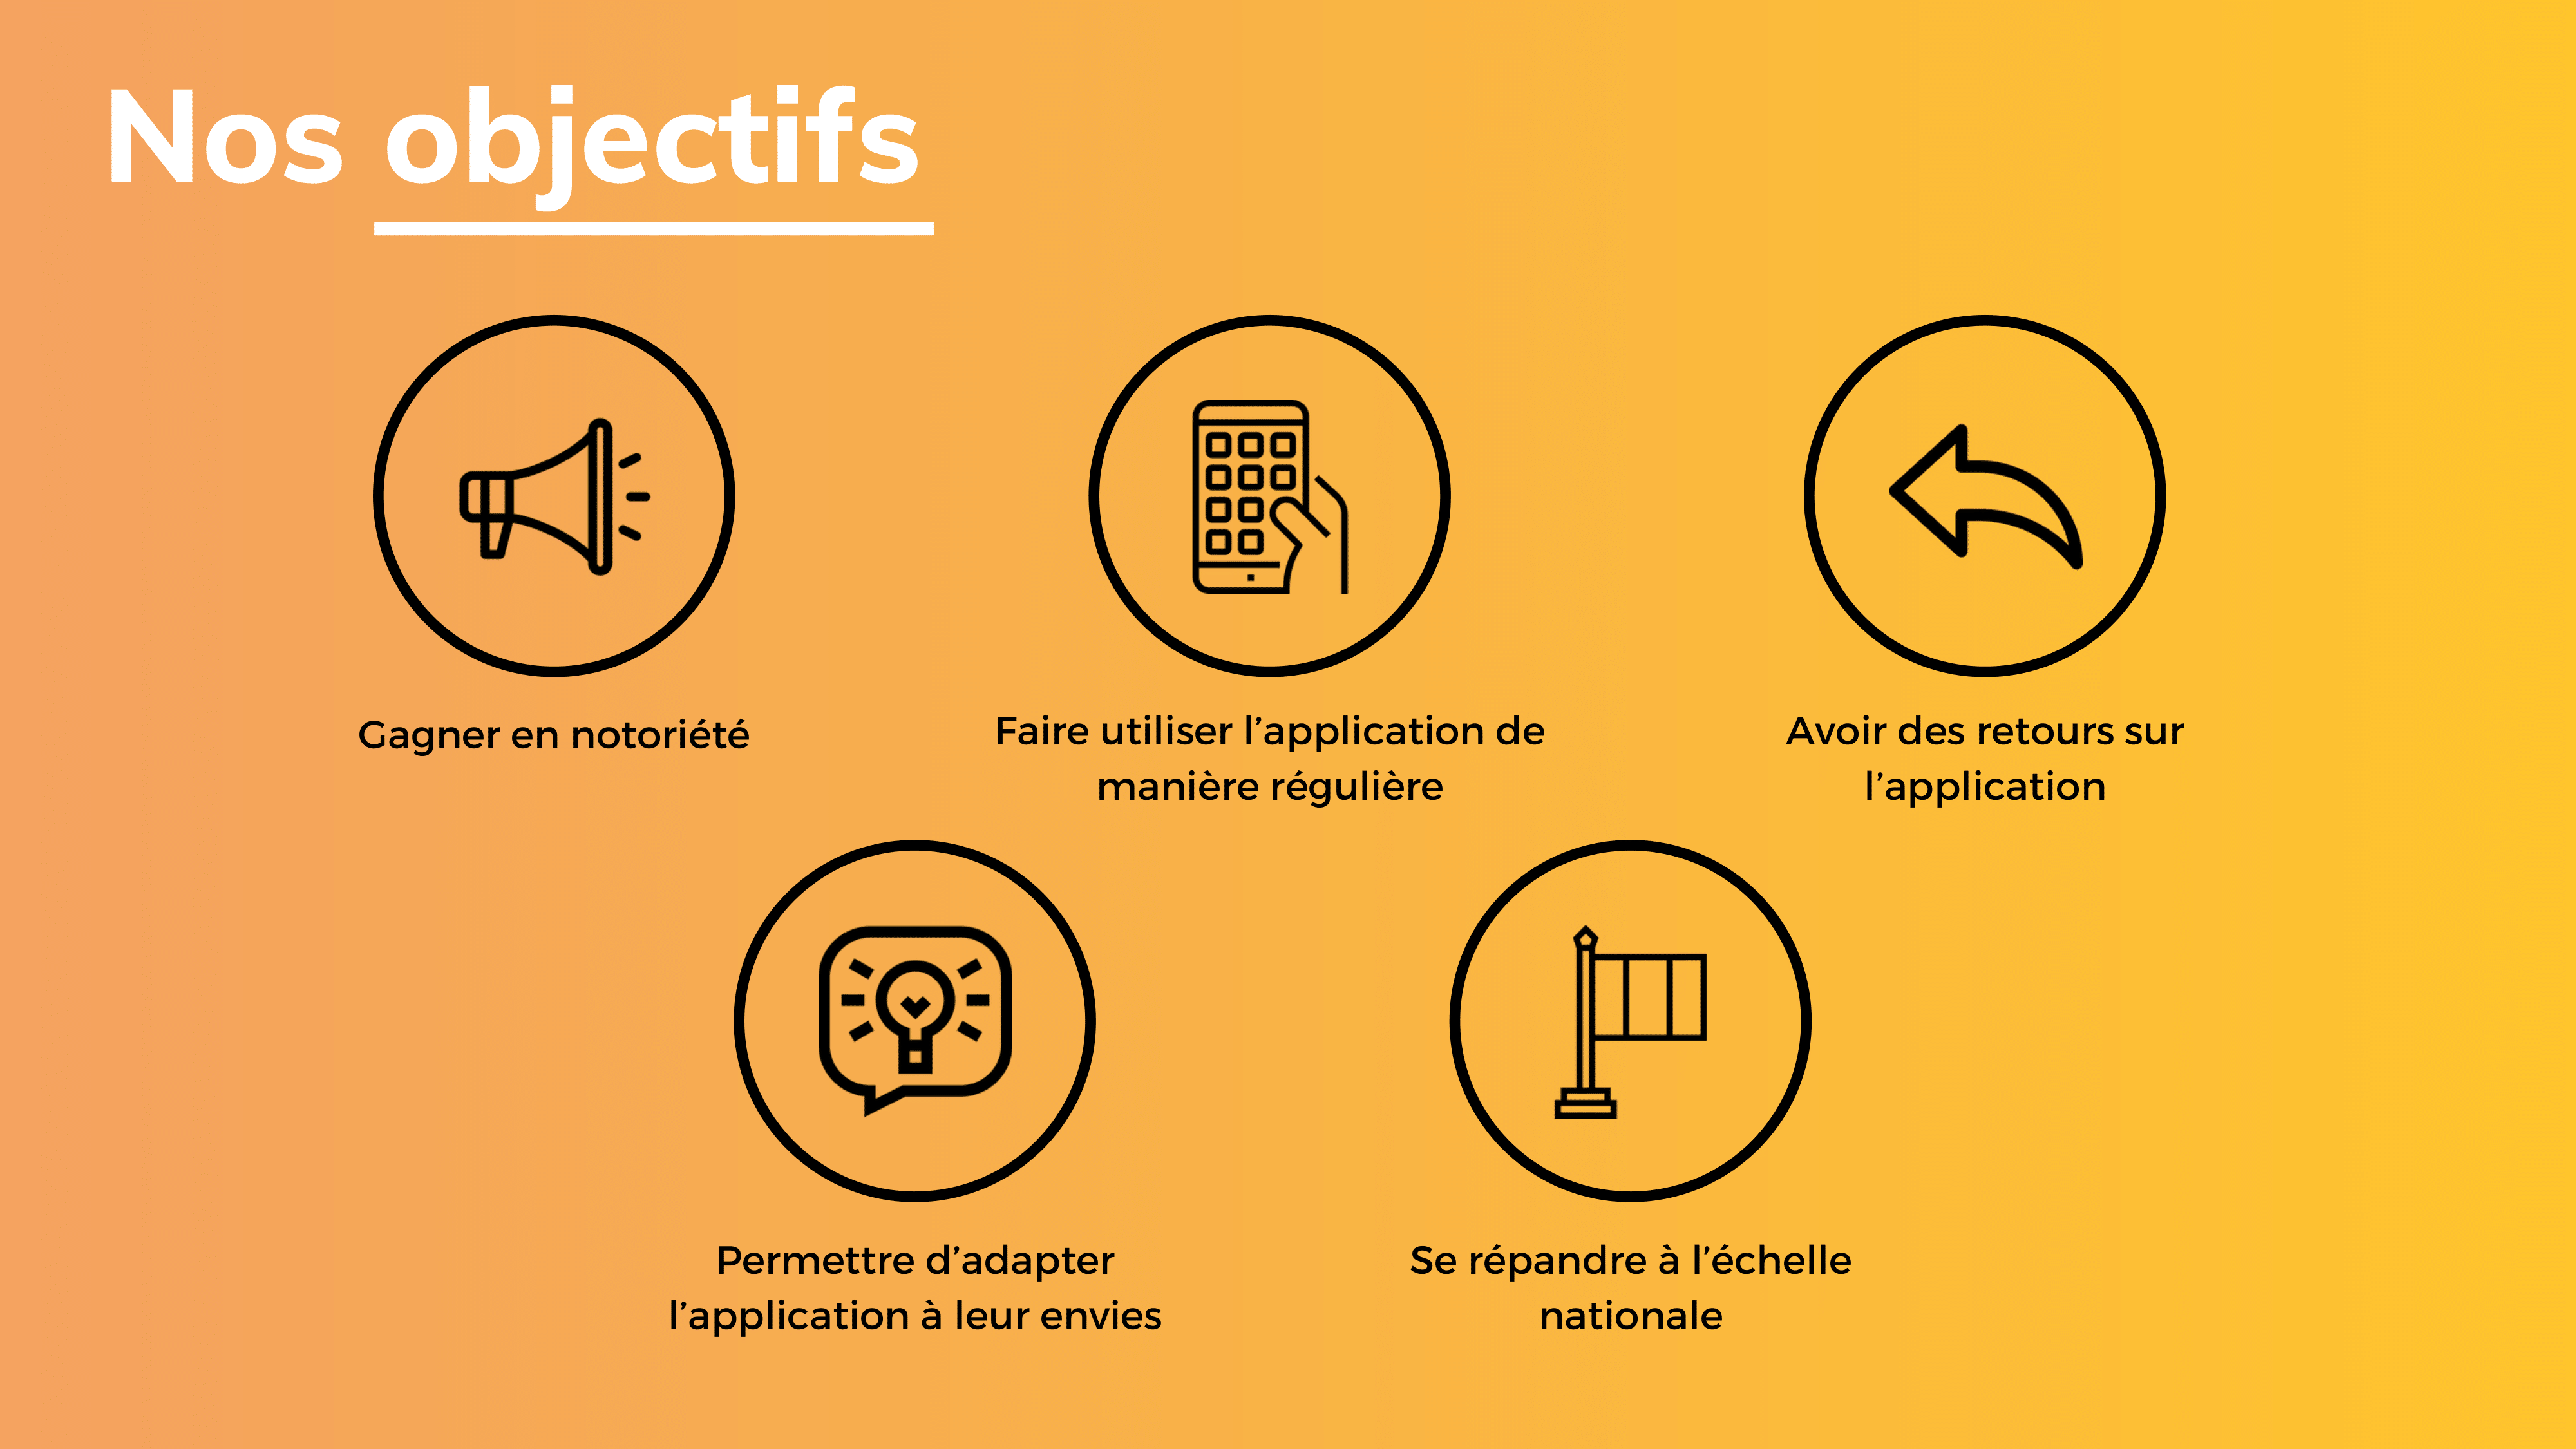 Nos objectifs
Gagner en notoriété
Faire utiliser l’application de
manière régulière
Avoir des retours sur
l’application
Permettre d’adapter
l’application à leur envies
Se répandre à l’échelle
nationale